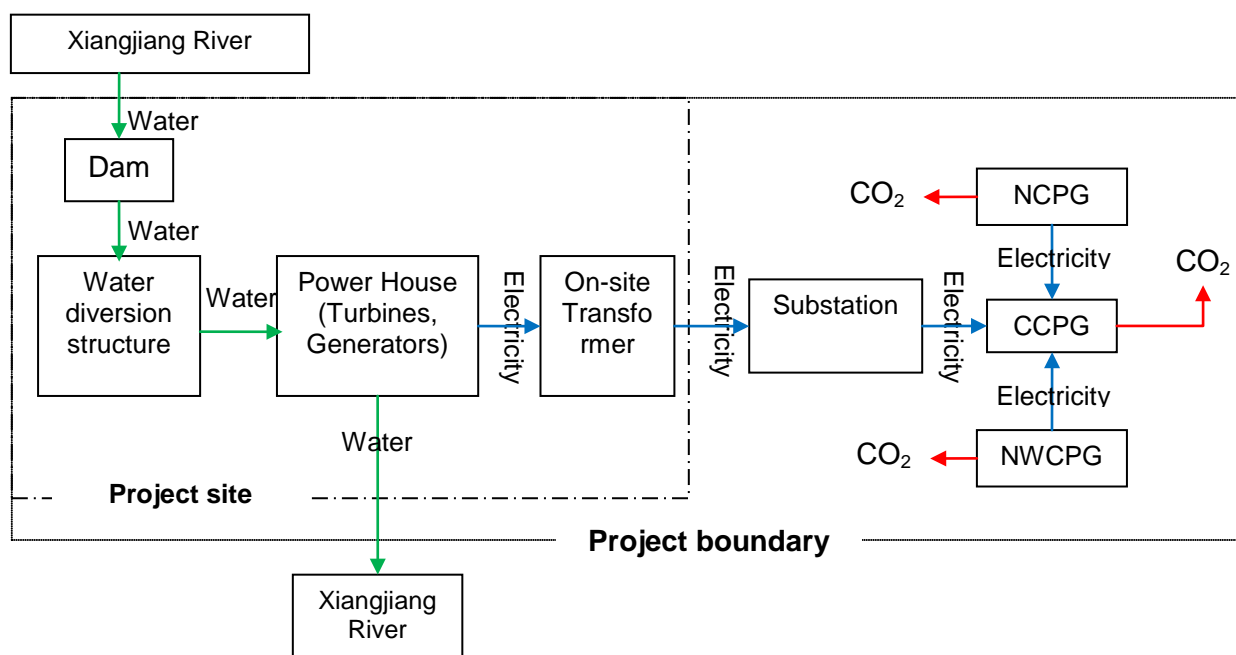 Xiangjiang River
Water
Dam
Water
Water
diversion
structure
Water
Power House
(Turbines,
Generators)
Electricity
On-site
Transfo
rmer
Electricity
Substation
Electricity
CO₂
NCPG
Electricity
CO₂
CCPG
Electricity
CO₂
NWCPG
Water
Project site
Project boundary
Xiangjiang
River